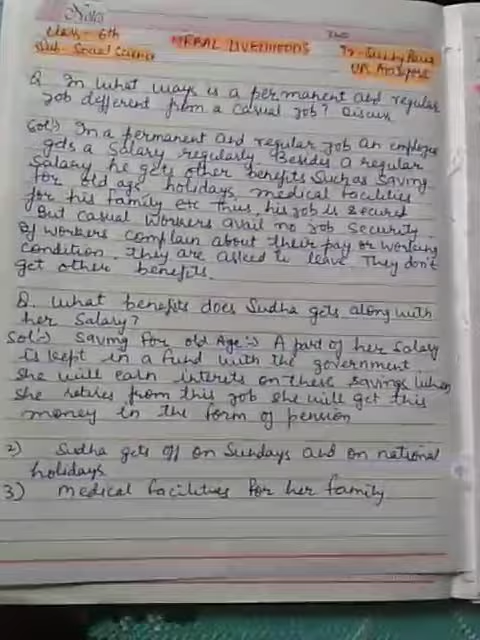 Notes
Class - 6th
Sub - Social Science
URBAL LIVELIHOODS
Q. In what ways is a permanent and regular
job defferent from a casual job? Discuss
Sol:) In a permanent and regular job an employee
gets a salary regularly. Besides a regular
salary he gets other benefits such as saving
for old age holidays medical facilities
for his family etc thus, his job is secured
But casual workers avail no job security
If workers complain about their pay or working
condition. they are asked to leave. They don't
get other benefits.
Q. What benefits does Sudha gets along with
her salary?
Sol:-) saving for old Age :-) A part of her salary
is kept in a fund with the government
she will earn interits on these savings when
she retires from this job she will get this
money in the form of pension
2) Sudha gets off on Sundays and on national
holidays
3) medical facilities for her family